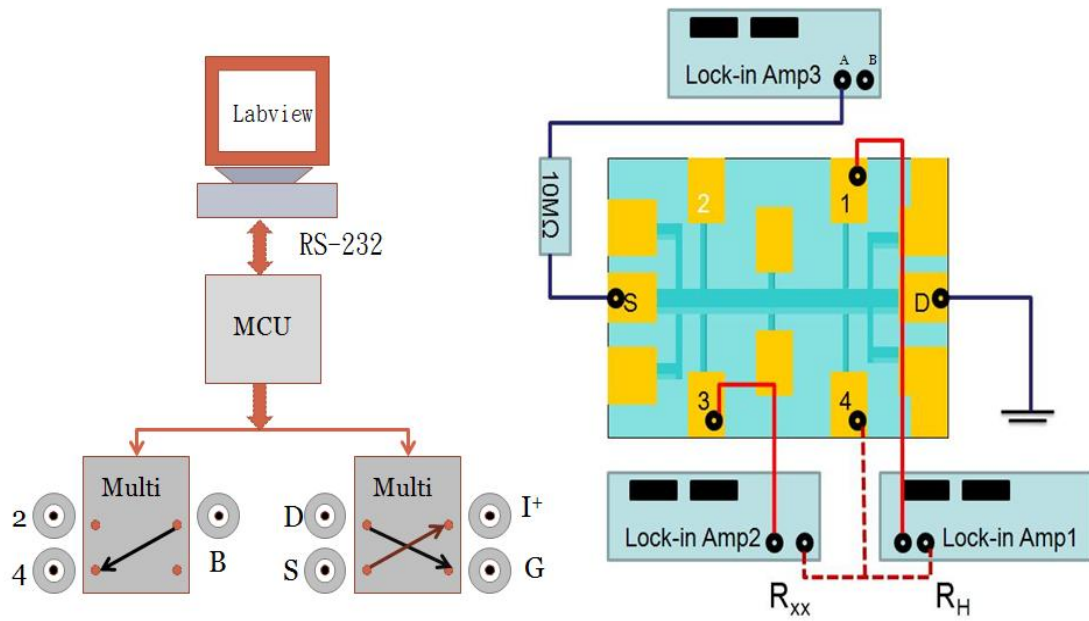 Labview
RS-232
MCU
Multi
2
4
B
Multi
D
S
I+
G
A B
Lock-in Amp3
10MΩ
2
1
S
D
3
4
Lock-in Amp2
Lock-in Amp1
Rxx
RH